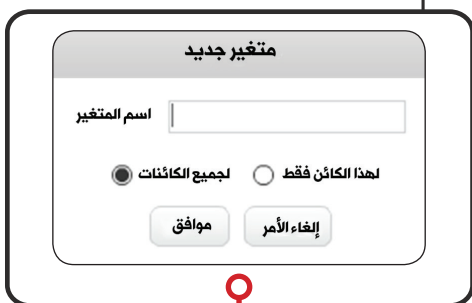 متغير جديد
اسم المتغير
لهذا الكائن فقط لجميع الكائنات
إلغاء الأمر موافق